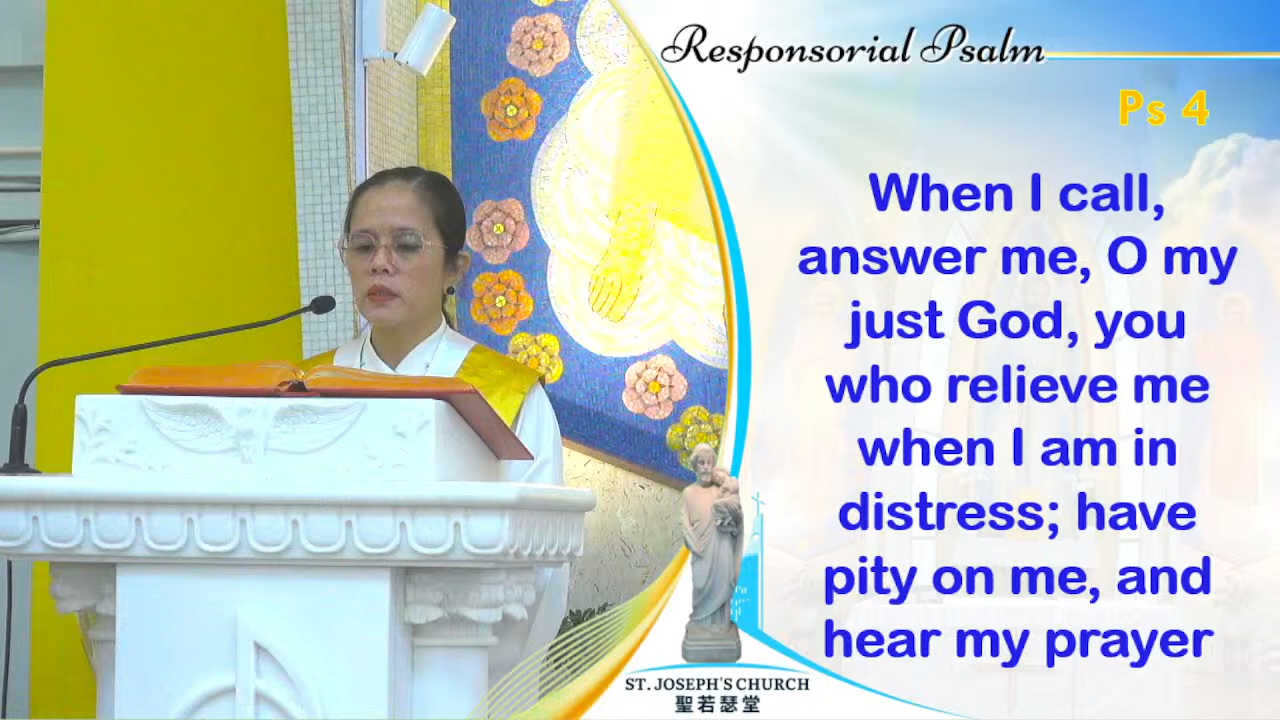 Responsorial Psalm
Ps 4
When I call,
answer me, O my
just God, you
who relieve me
when I am in
distress; have
pity on me, and
hear my prayer
ST. JOSEPH'S CHURCH
聖若瑟堂